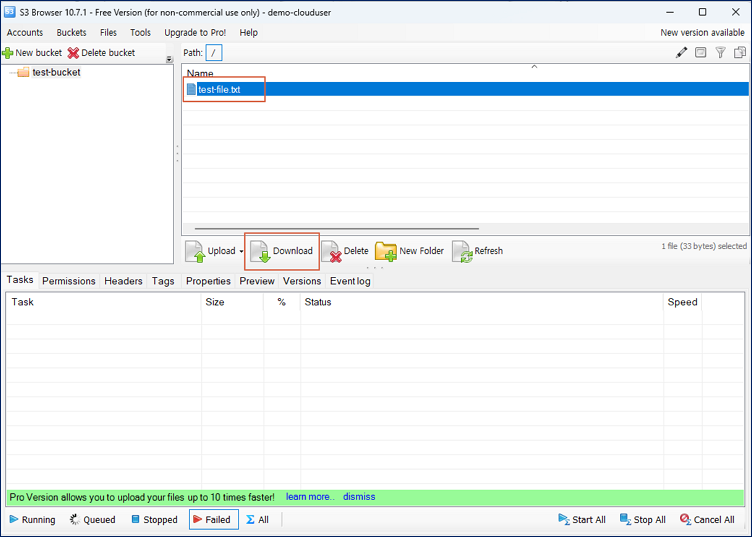 S3 Browser 10.7.1 - Free Version (for non-commercial use only) - demo-clouduser
Accounts Buckets Files Tools Upgrade to Pro! Help New version available
New bucket Delete bucket Path: /
test-bucket
Name
test-file.txt
Upload Download Delete New Folder Refresh 1 file (33 bytes) selected
Tasks Permissions Headers Tags Properties Preview Versions Event log
Task Size % Status Speed
Pro Version allows you to upload your files up to 10 times faster! learn more.. dismiss
Running Queued Stopped Failed All Start All Stop All Cancel All